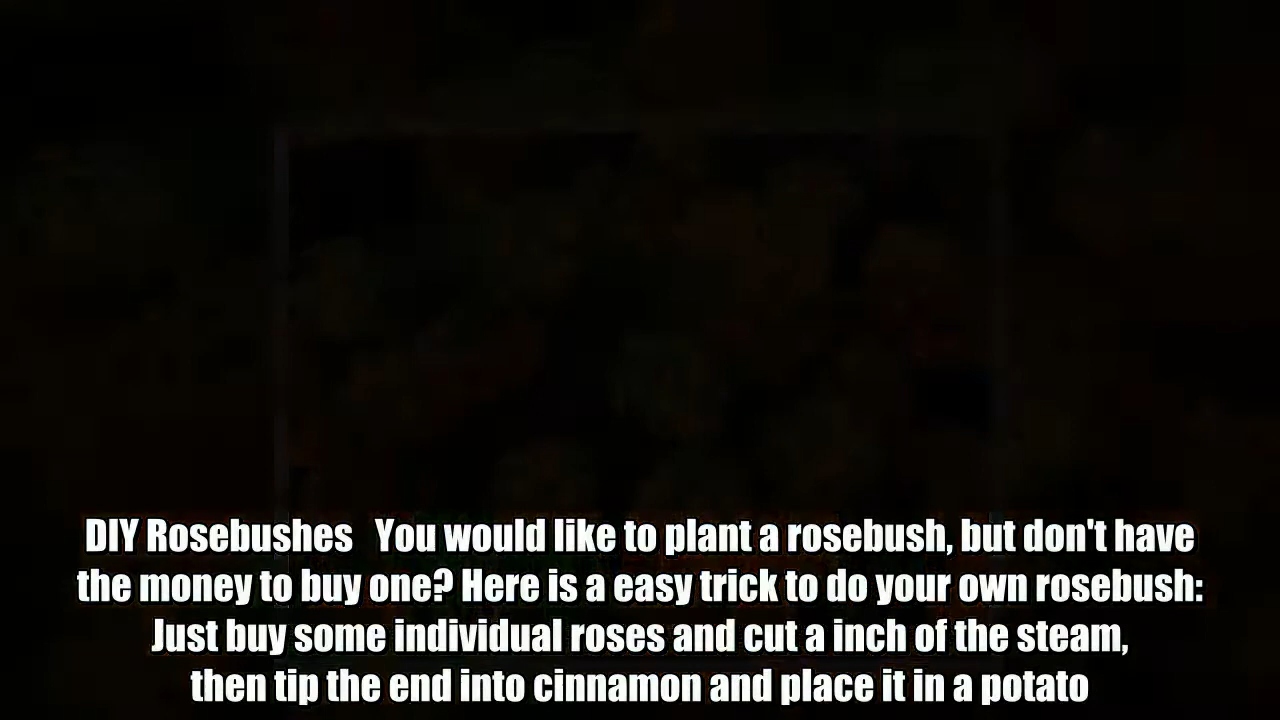 DIY Rosebushes   You would like to plant a rosebush, but don't have
the money to buy one? Here is a easy trick to do your own rosebush:
Just buy some individual roses and cut a inch of the steam,
then tip the end into cinnamon and place it in a potato